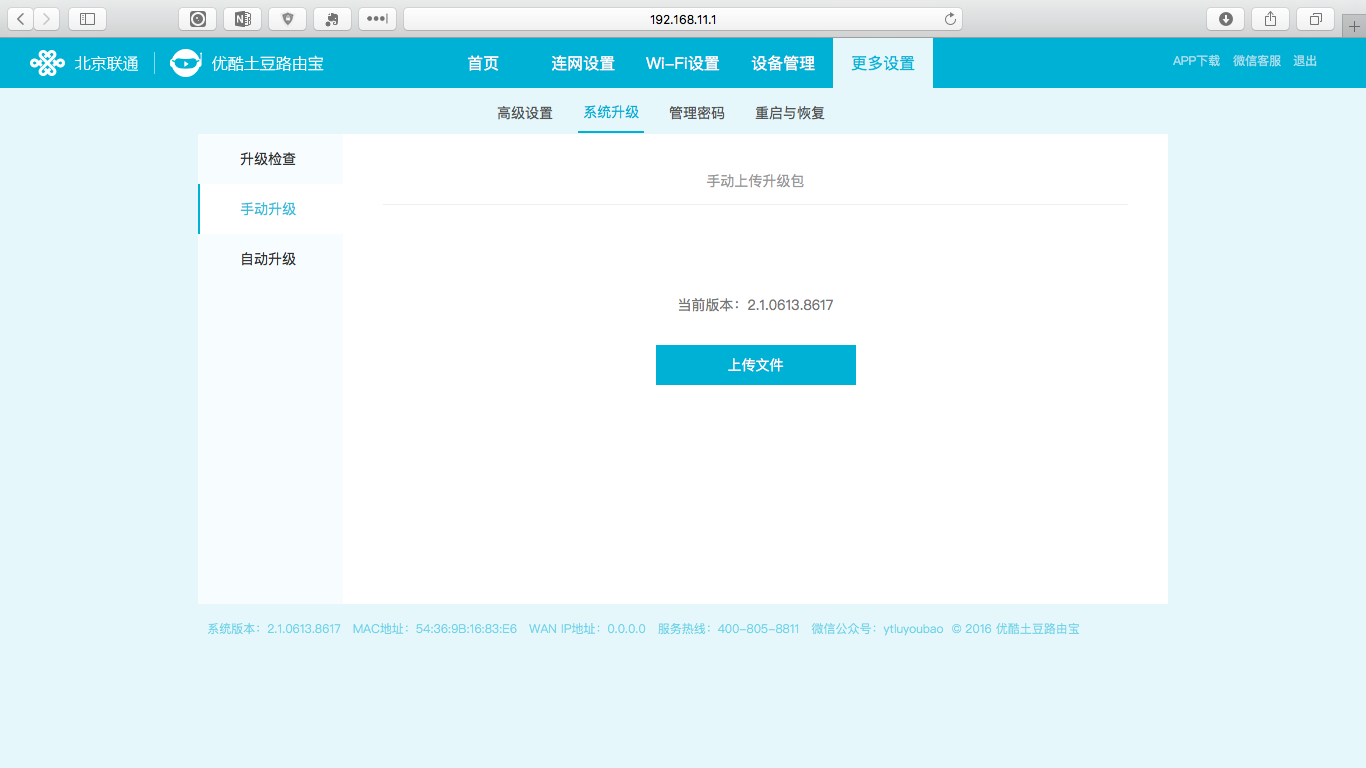 192.168.11.1
北京联通 优酷土豆路由宝 首页 连网设置 Wi-Fi设置 设备管理 更多设置 APP下载 微信客服 退出
高级设置 系统升级 管理密码 重启与恢复
升级检查
手动上传升级包
手动升级
自动升级
当前版本：2.1.0613.8617
上传文件
系统版本：2.1.0613.8617 MAC地址：54:36:9B:16:83:E6 WAN IP地址：0.0.0.0 服务热线：400-805-8811 微信公众号：ytluyoubao © 2016 优酷土豆路由宝